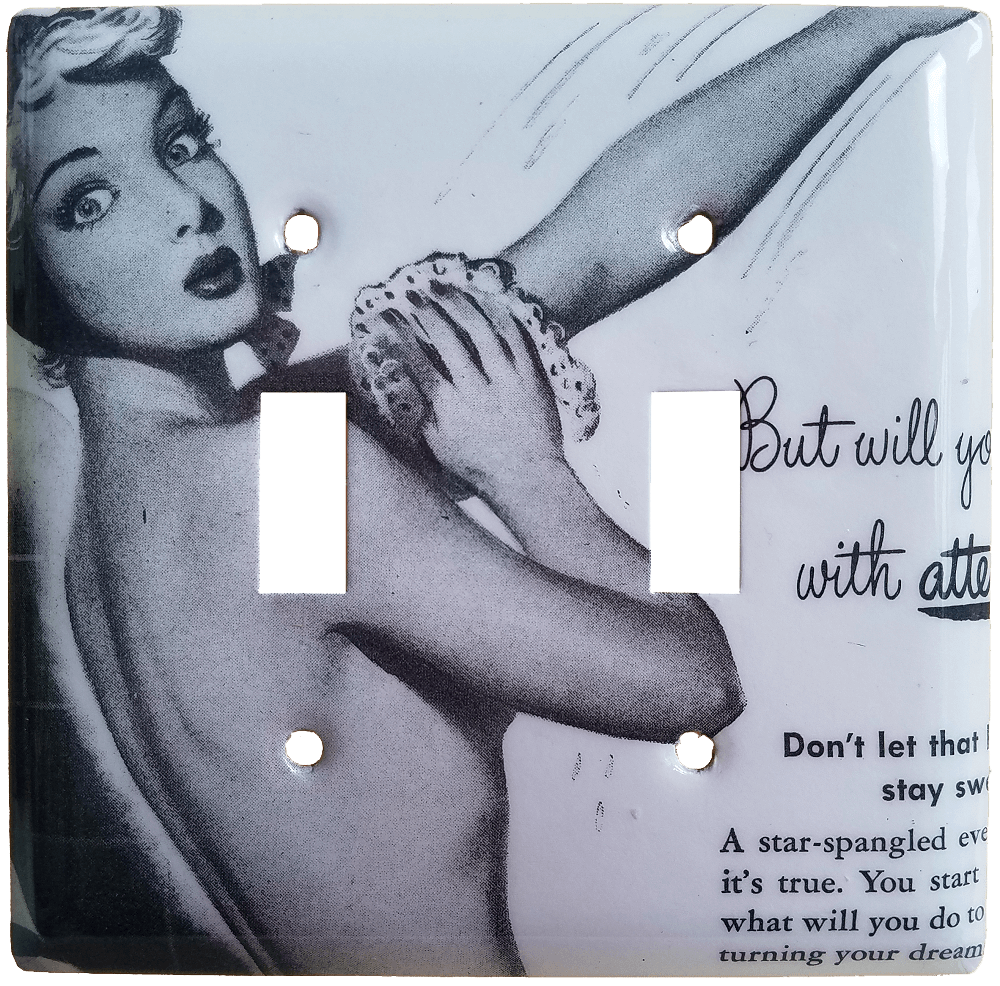 But will yo
with atte
Don't let that
stay swe
A star-spangled eve
it's true. You start
what will you do to
turning your dream